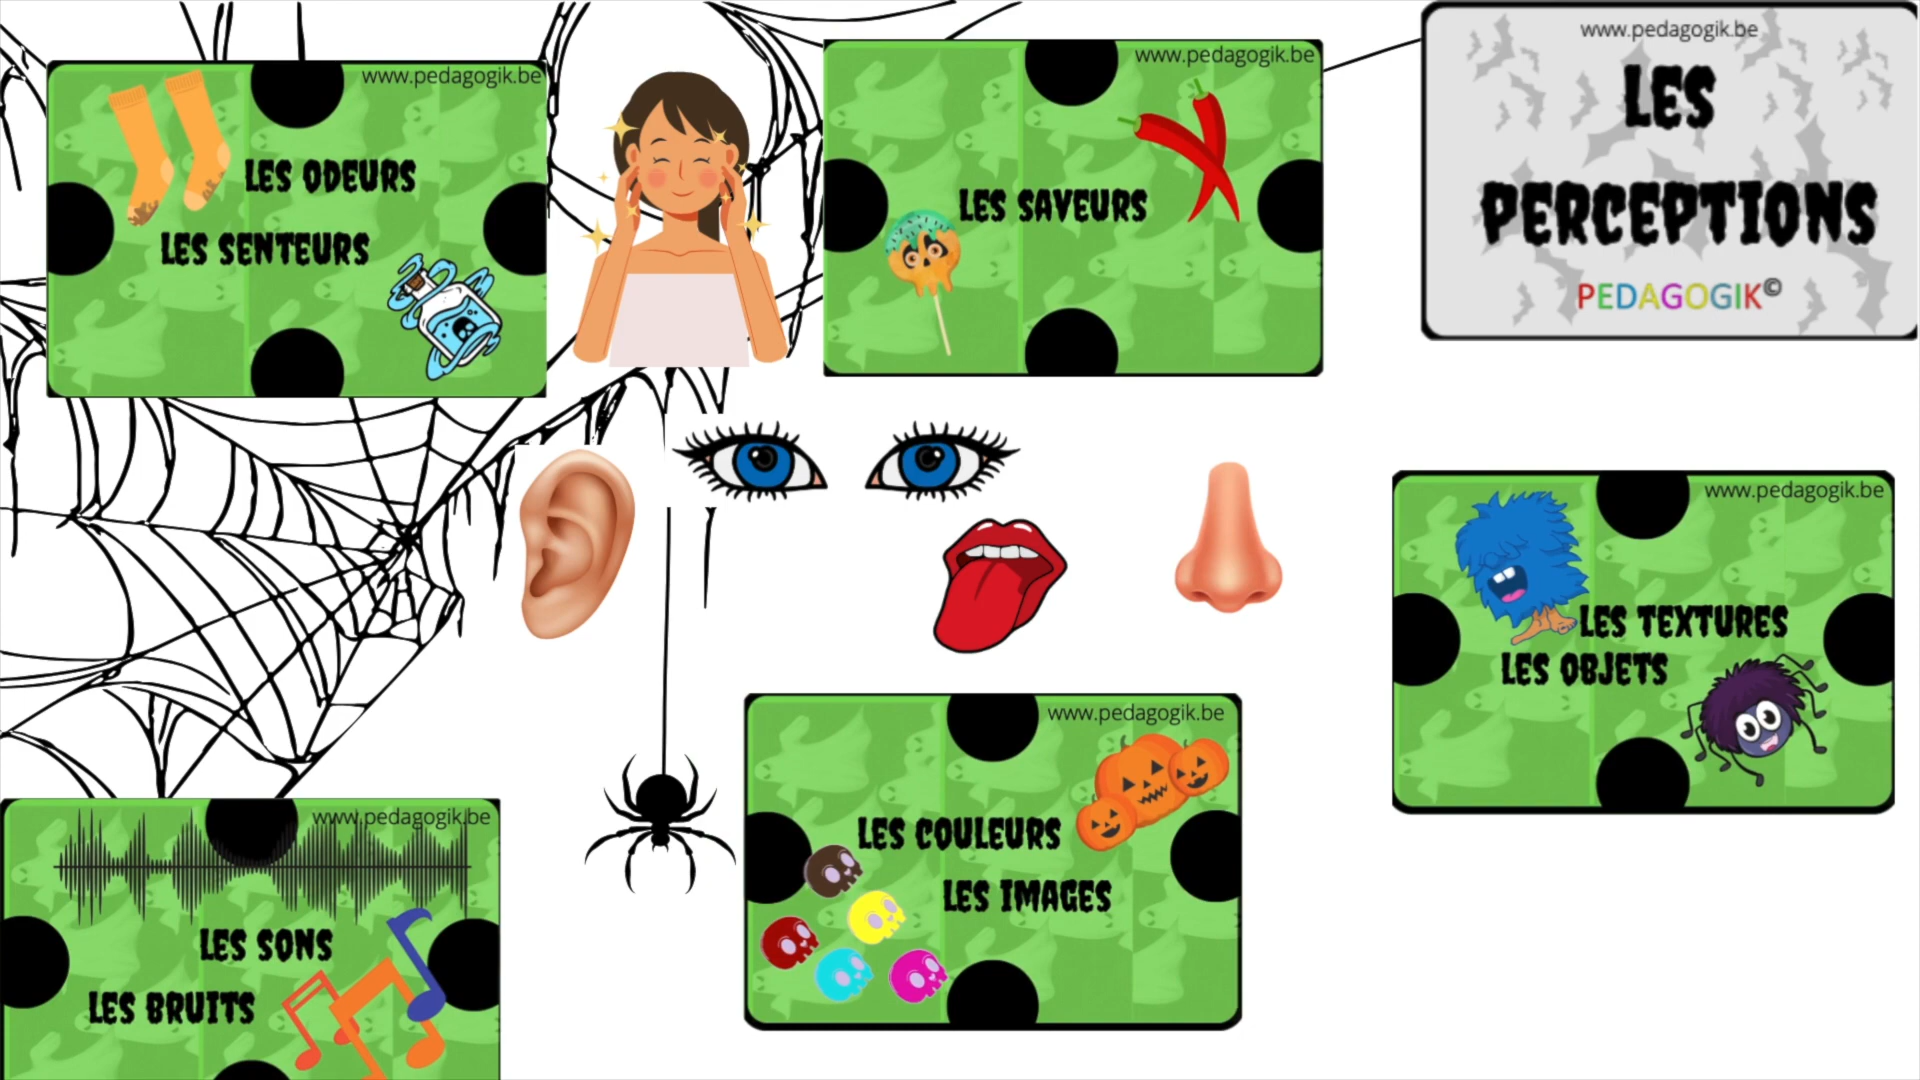 www.pedagogik.be
LES ODEURS
LES SENTEURS
www.pedagogik.be
LES SAVEURS
www.pedagogik.be
LES
PERCEPTIONS
PEDAGOGIK©
www.pedagogik.be
LES TEXTURES
LES OBJETS
www.pedagogik.be
LES COULEURS
LES IMAGES
www.pedagogik.be
LES SONS
LES BRUITS